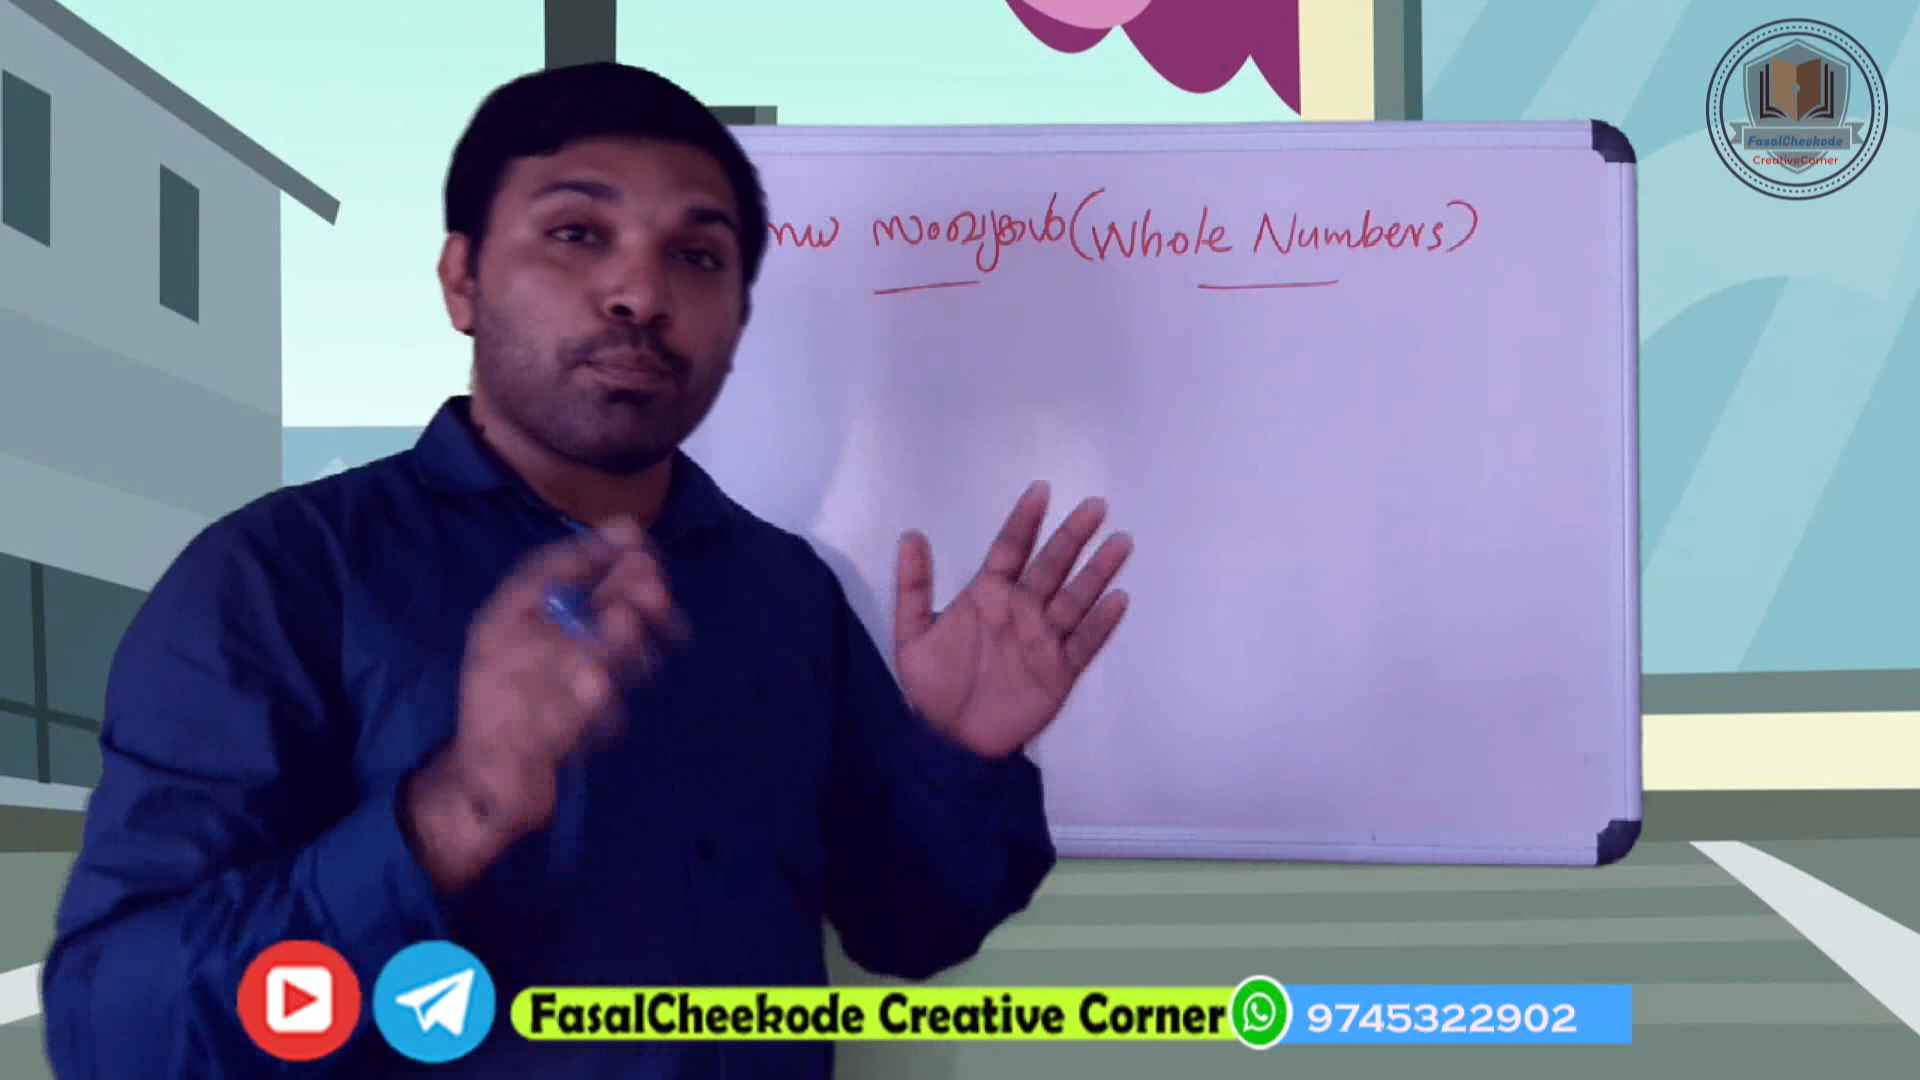 സംഖ്യകൾ (Whole Numbers)
FasalCheekode
CreativeCorner
FasalCheekode Creative Corner 9745322902